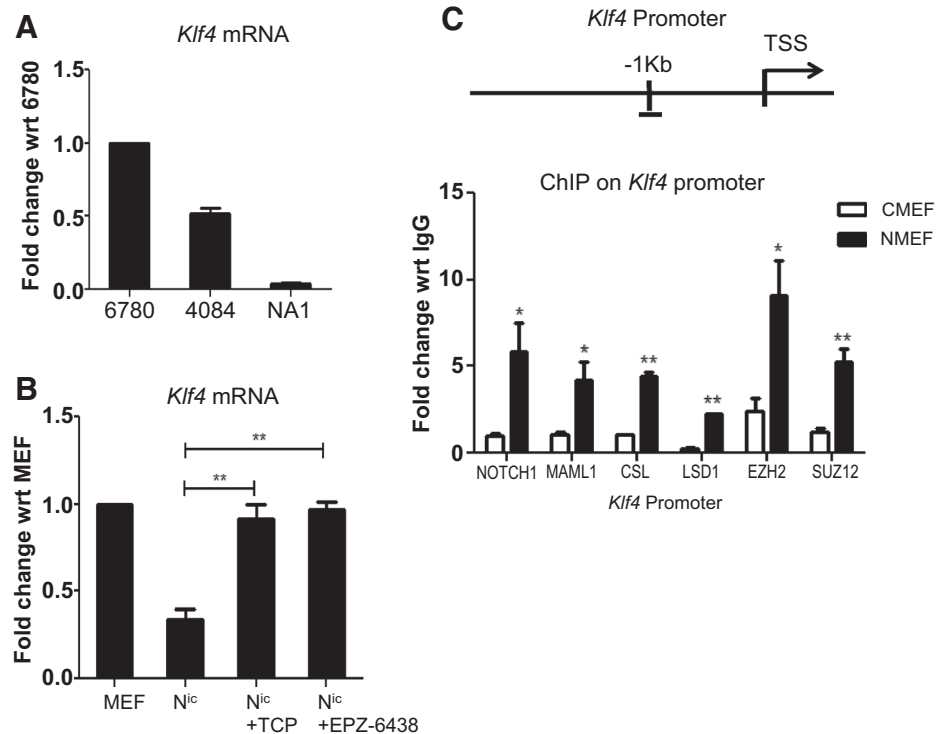 A
Klf4 mRNA
Fold change wrt 6780
1.5
1.0
0.5
0.0
6780 4084 NA1
B
Klf4 mRNA
Fold change wrt MEF
1.5
1.0
0.5
0.0
**
**
MEF Nic Nic Nic
+TCP +EPZ-6438
C
Klf4 Promoter
TSS
-1Kb
ChIP on Klf4 promoter
Fold change wrt IgG
15
10
5
0
CMEF
NMEF
* * ** ** * **
NOTCH1 MAML1 CSL LSD1 EZH2 SUZ12
Klf4 Promoter